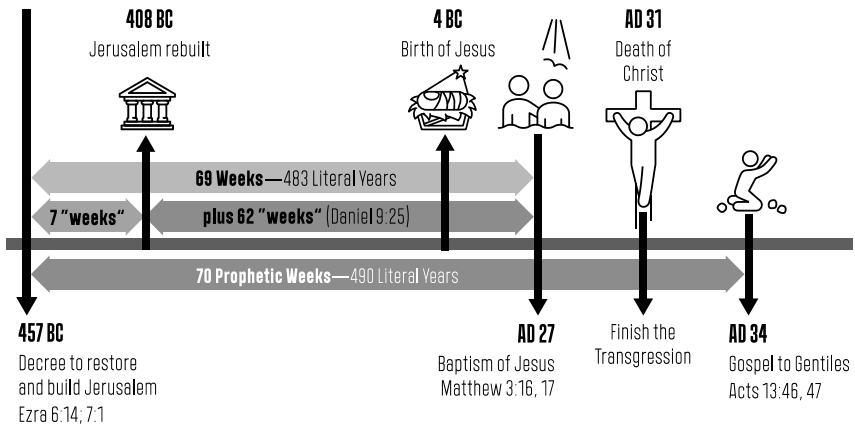 408 BC
Jerusalem rebuilt
4 BC
Birth of Jesus
AD 31
Death of
Christ
69 Weeks—483 Literal Years
7 "weeks"
plus 62 "weeks" (Daniel 9:25)
70 Prophetic Weeks—490 Literal Years
457 BC
Decree to restore
and build Jerusalem
Ezra 6:14; 7:1
AD 27
Baptism of Jesus
Matthew 3:16, 17
Finish the
Transgression
AD 34
Gospel to Gentiles
Acts 13:46, 47